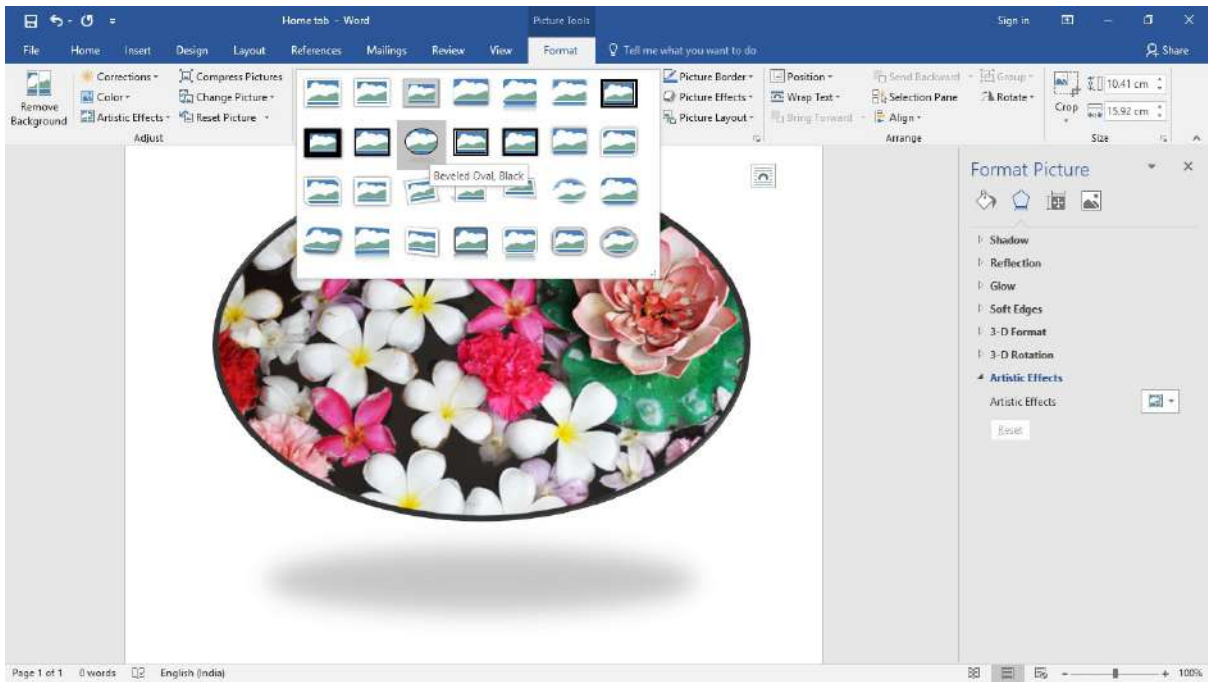 Home tab - Word
Picture Tools
Sign in
File Home Insert Design Layout References Mailings Review View Format Tell me what you want to do Share
Remove Background
Corrections
Color
Artistic Effects
Compress Pictures
Change Picture
Reset Picture
Adjust
Picture Border
Picture Effects
Picture Layout
Position
Wrap Text
Bring Forward
Send Backward
Selection Pane
Align
Group
Rotate
Arrange
Crop
10.41 cm
15.92 cm
Size
Beveled Oval, Black
Format Picture
Shadow
Reflection
Glow
Soft Edges
3-D Format
3-D Rotation
Artistic Effects
Artistic Effects
Reset
Page 1 of 1 0 words English (India) 100%